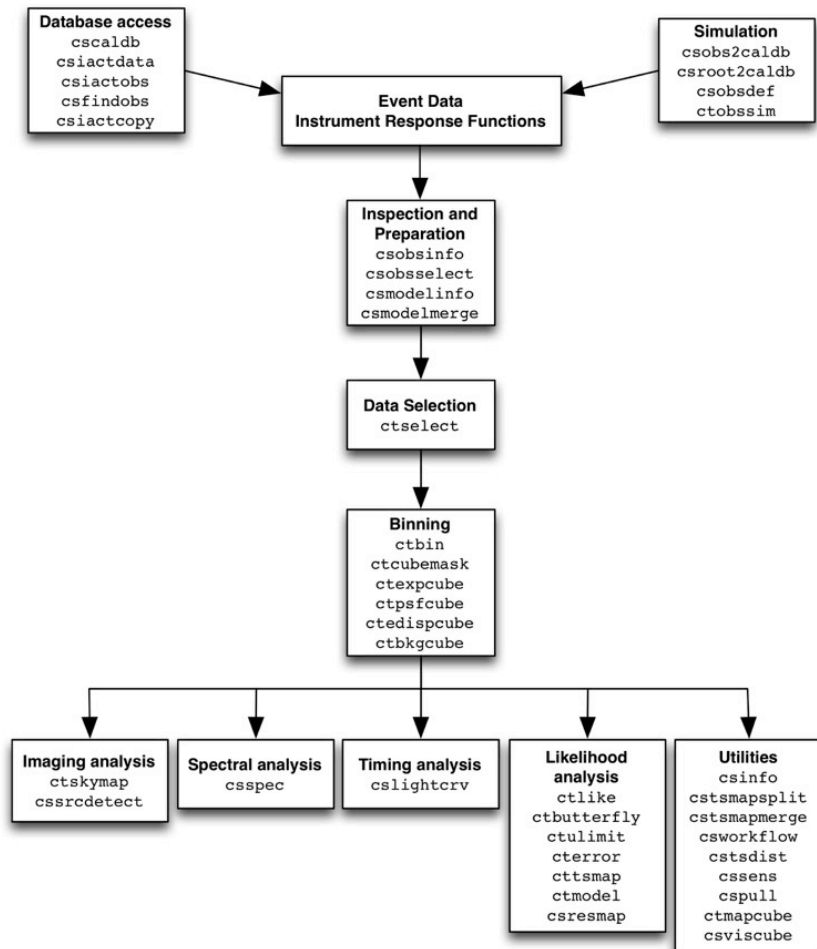 Database access
cscaldb
csiactdata
csiactobs
csfindobs
csiactcopy
Simulation
csobs2caldb
csroot2caldb
csobsdef
ctobssim
Event Data
Instrument Response Functions
Inspection and
Preparation
csobsinfo
csobsselect
csmodelinfo
csmodelmerge
Data Selection
ctselect
Binning
ctbin
ctcubemask
ctexpcube
ctpsfcube
ctedispcube
ctbkgcube
Imaging analysis
ctskymap
cssrcdetect
Spectral analysis
csspec
Timing analysis
cslightcrv
Likelihood
analysis
ctlike
ctbutterfly
ctulimit
cterror
cttsmap
ctmodel
csresmap
Utilities
csinfo
cstsmapsplit
cstsmapmerge
csworkflow
cstsdist
cssens
cspull
ctmapcube
csviscube